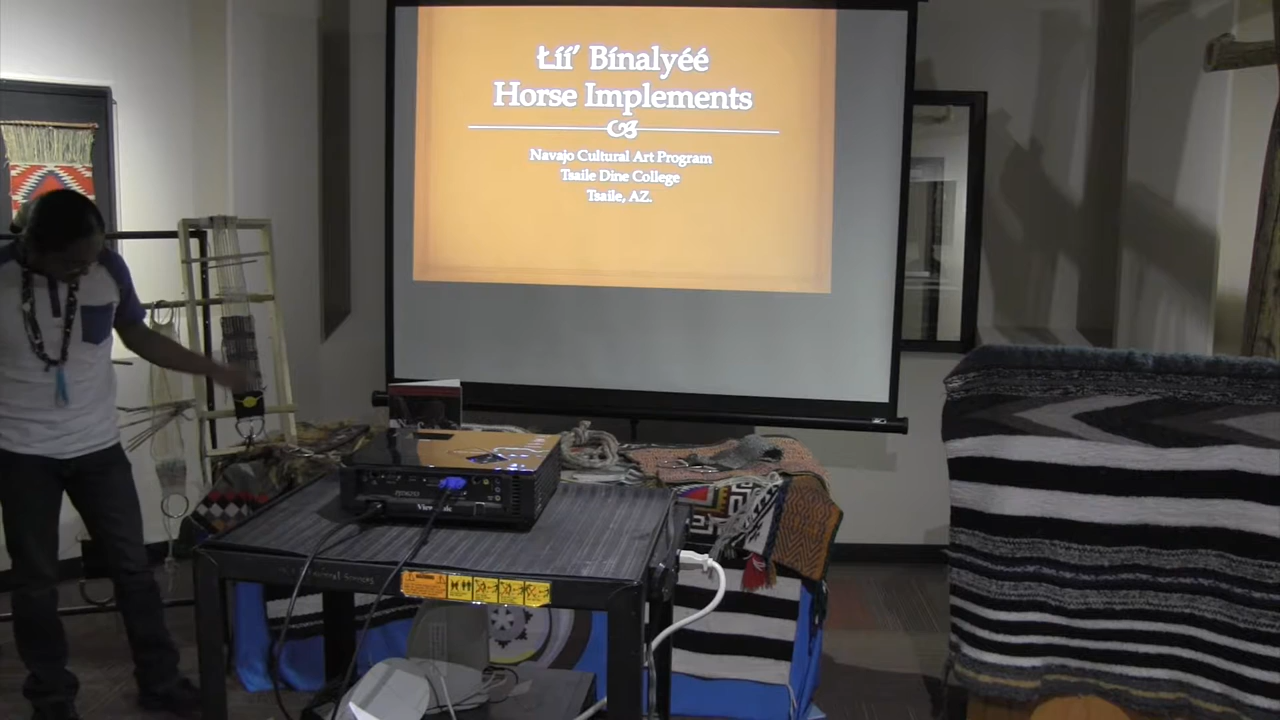 Łíí’ Bínalyéé
Horse Implements
Navajo Cultural Art Program
Tsaile Dine College
Tsaile, AZ.